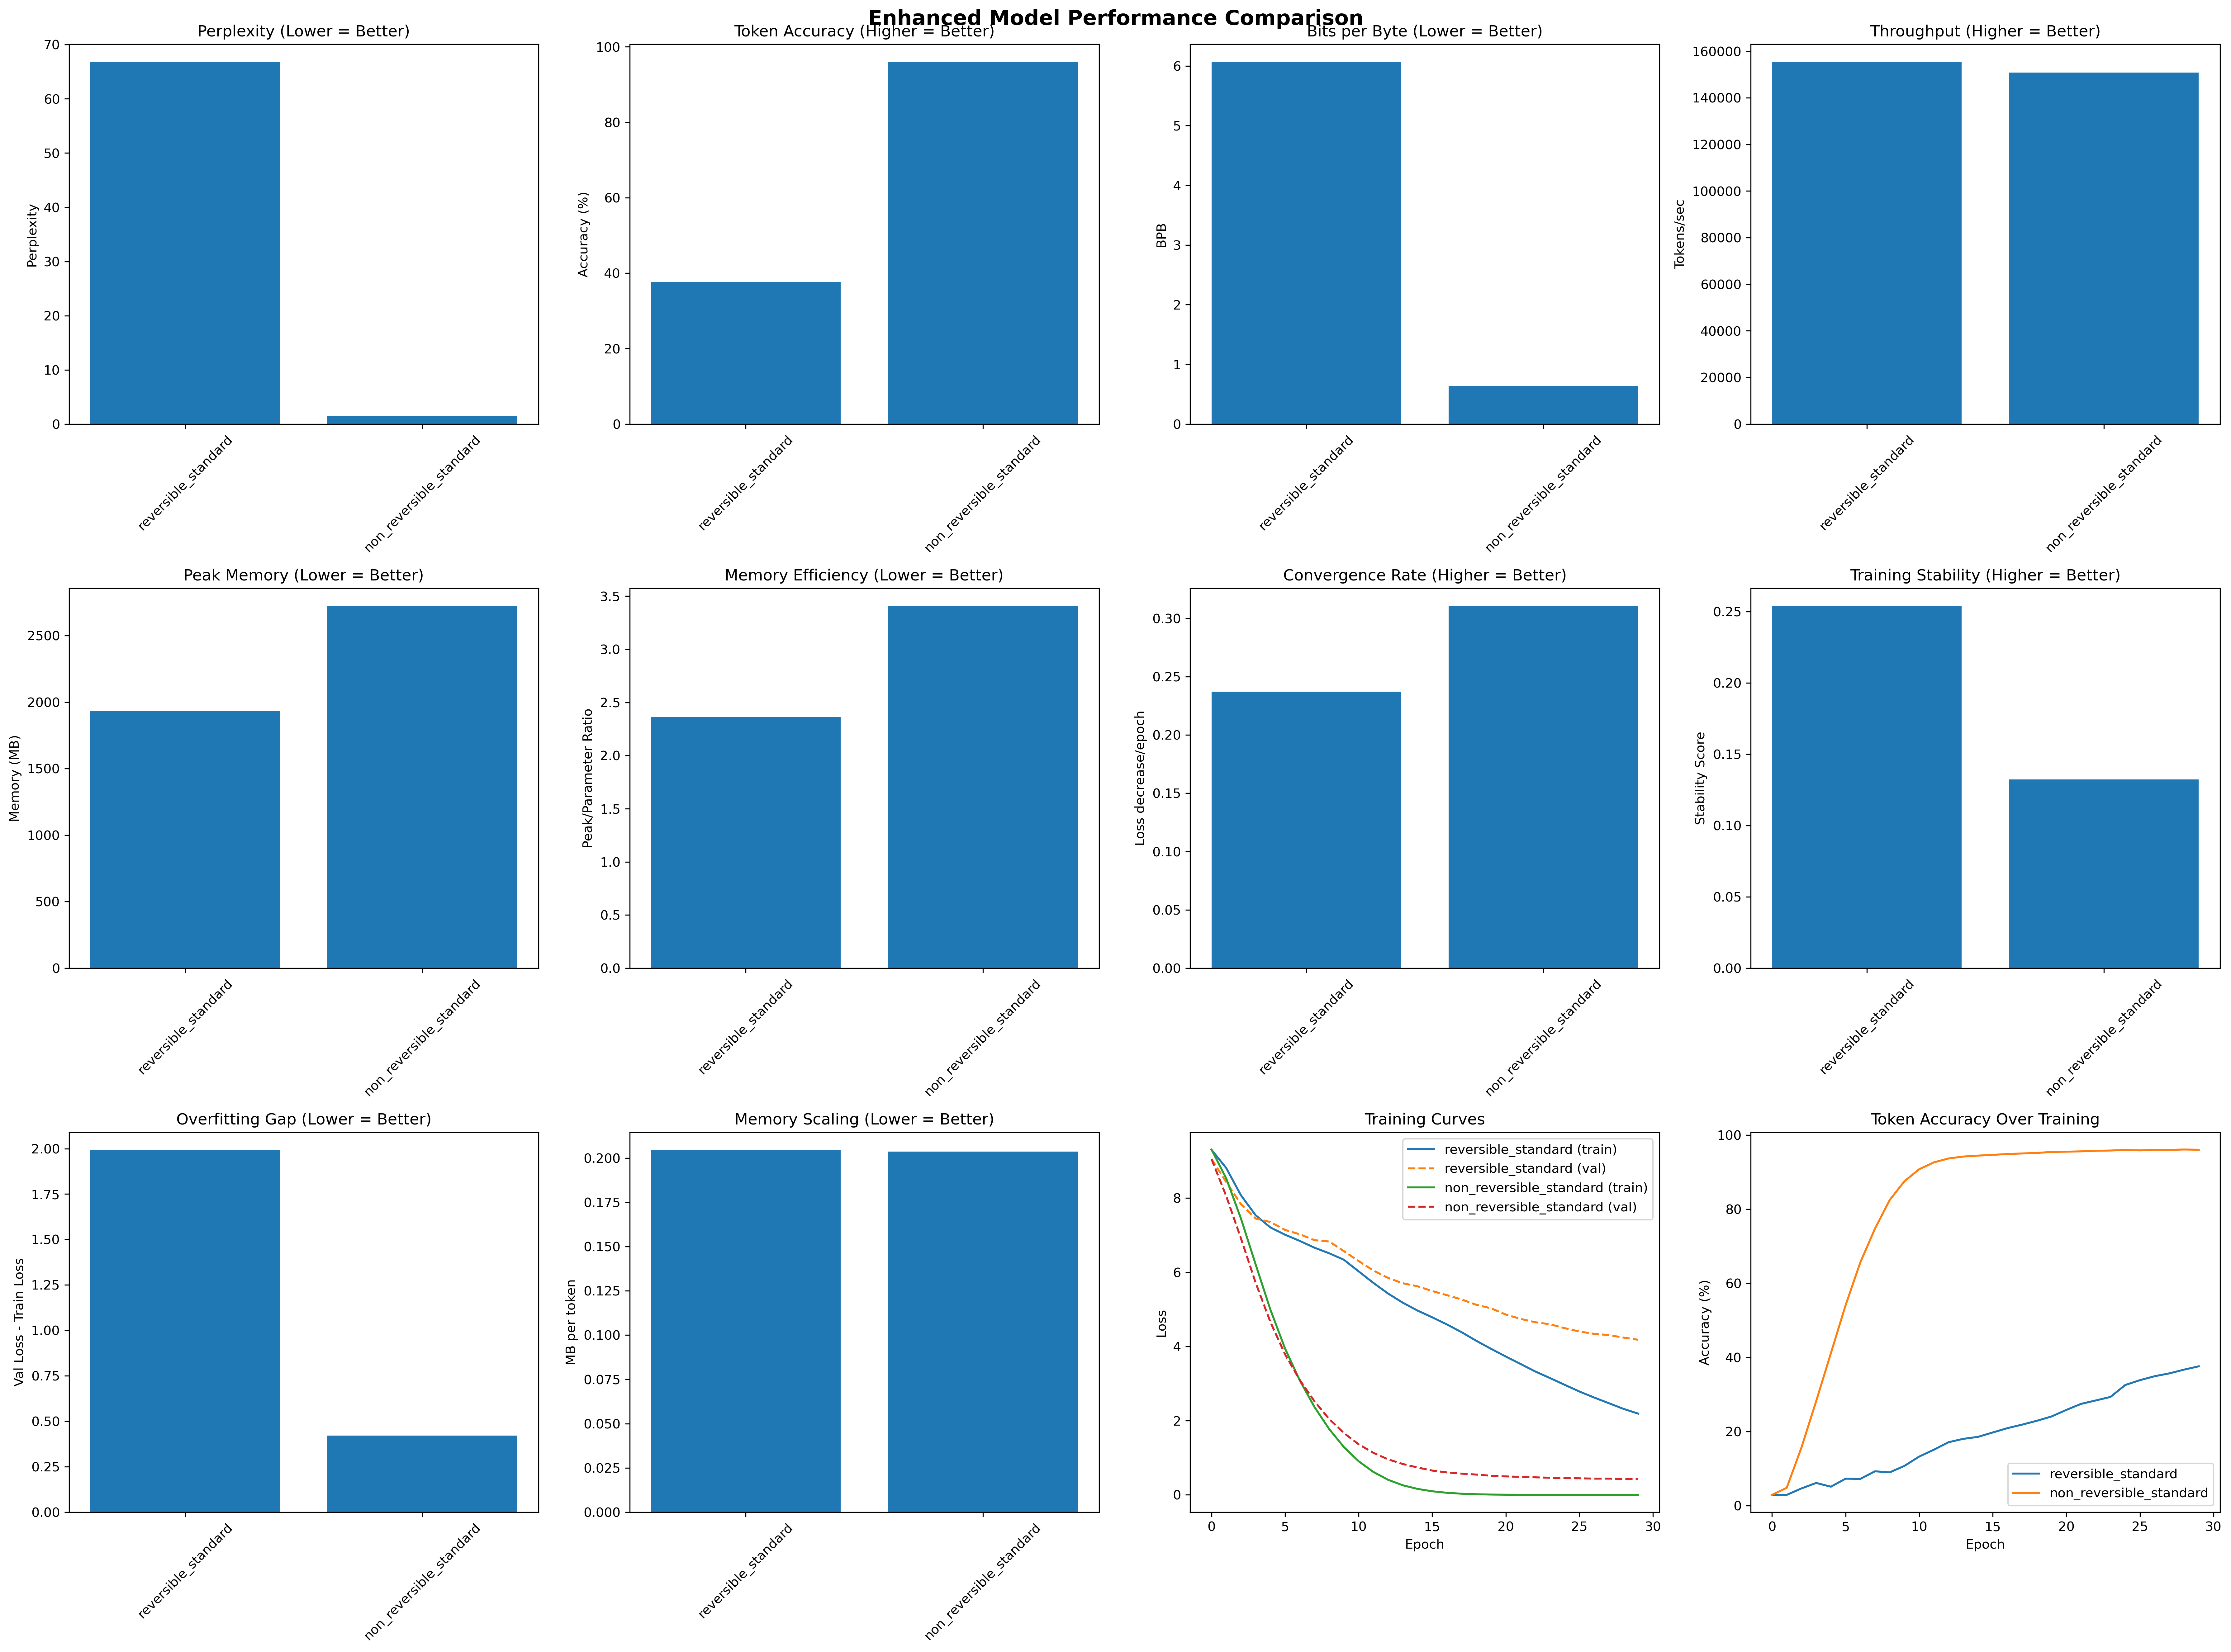 Enhanced Model Performance Comparison
Perplexity (Lower = Better)
Perplexity
70
60
50
40
30
20
10
0
reversible_standard
non_reversible_standard
Token Accuracy (Higher = Better)
Accuracy (%)
100
80
60
40
20
0
reversible_standard
non_reversible_standard
Bits per Byte (Lower = Better)
BPB
6
5
4
3
2
1
0
reversible_standard
non_reversible_standard
Throughput (Higher = Better)
Tokens/sec
160000
140000
120000
100000
80000
60000
40000
20000
0
reversible_standard
non_reversible_standard
Peak Memory (Lower = Better)
Memory (MB)
2500
2000
1500
1000
500
0
reversible_standard
non_reversible_standard
Memory Efficiency (Lower = Better)
Peak/Parameter Ratio
3.5
3.0
2.5
2.0
1.5
1.0
0.5
0.0
reversible_standard
non_reversible_standard
Convergence Rate (Higher = Better)
Loss decrease/epoch
0.30
0.25
0.20
0.15
0.10
0.05
0.00
reversible_standard
non_reversible_standard
Training Stability (Higher = Better)
Stability Score
0.25
0.20
0.15
0.10
0.05
0.00
reversible_standard
non_reversible_standard
Overfitting Gap (Lower = Better)
Val Loss - Train Loss
2.00
1.75
1.50
1.25
1.00
0.75
0.50
0.25
0.00
reversible_standard
non_reversible_standard
Memory Scaling (Lower = Better)
MB per token
0.200
0.175
0.150
0.125
0.100
0.075
0.050
0.025
0.000
reversible_standard
non_reversible_standard
Training Curves
reversible_standard (train)
reversible_standard (val)
non_reversible_standard (train)
non_reversible_standard (val)
Loss
8
6
4
2
0
0 5 10 15 20 25 30
Epoch
Token Accuracy Over Training
Accuracy (%)
100
80
60
40
20
0
reversible_standard
non_reversible_standard
0 5 10 15 20 25 30
Epoch